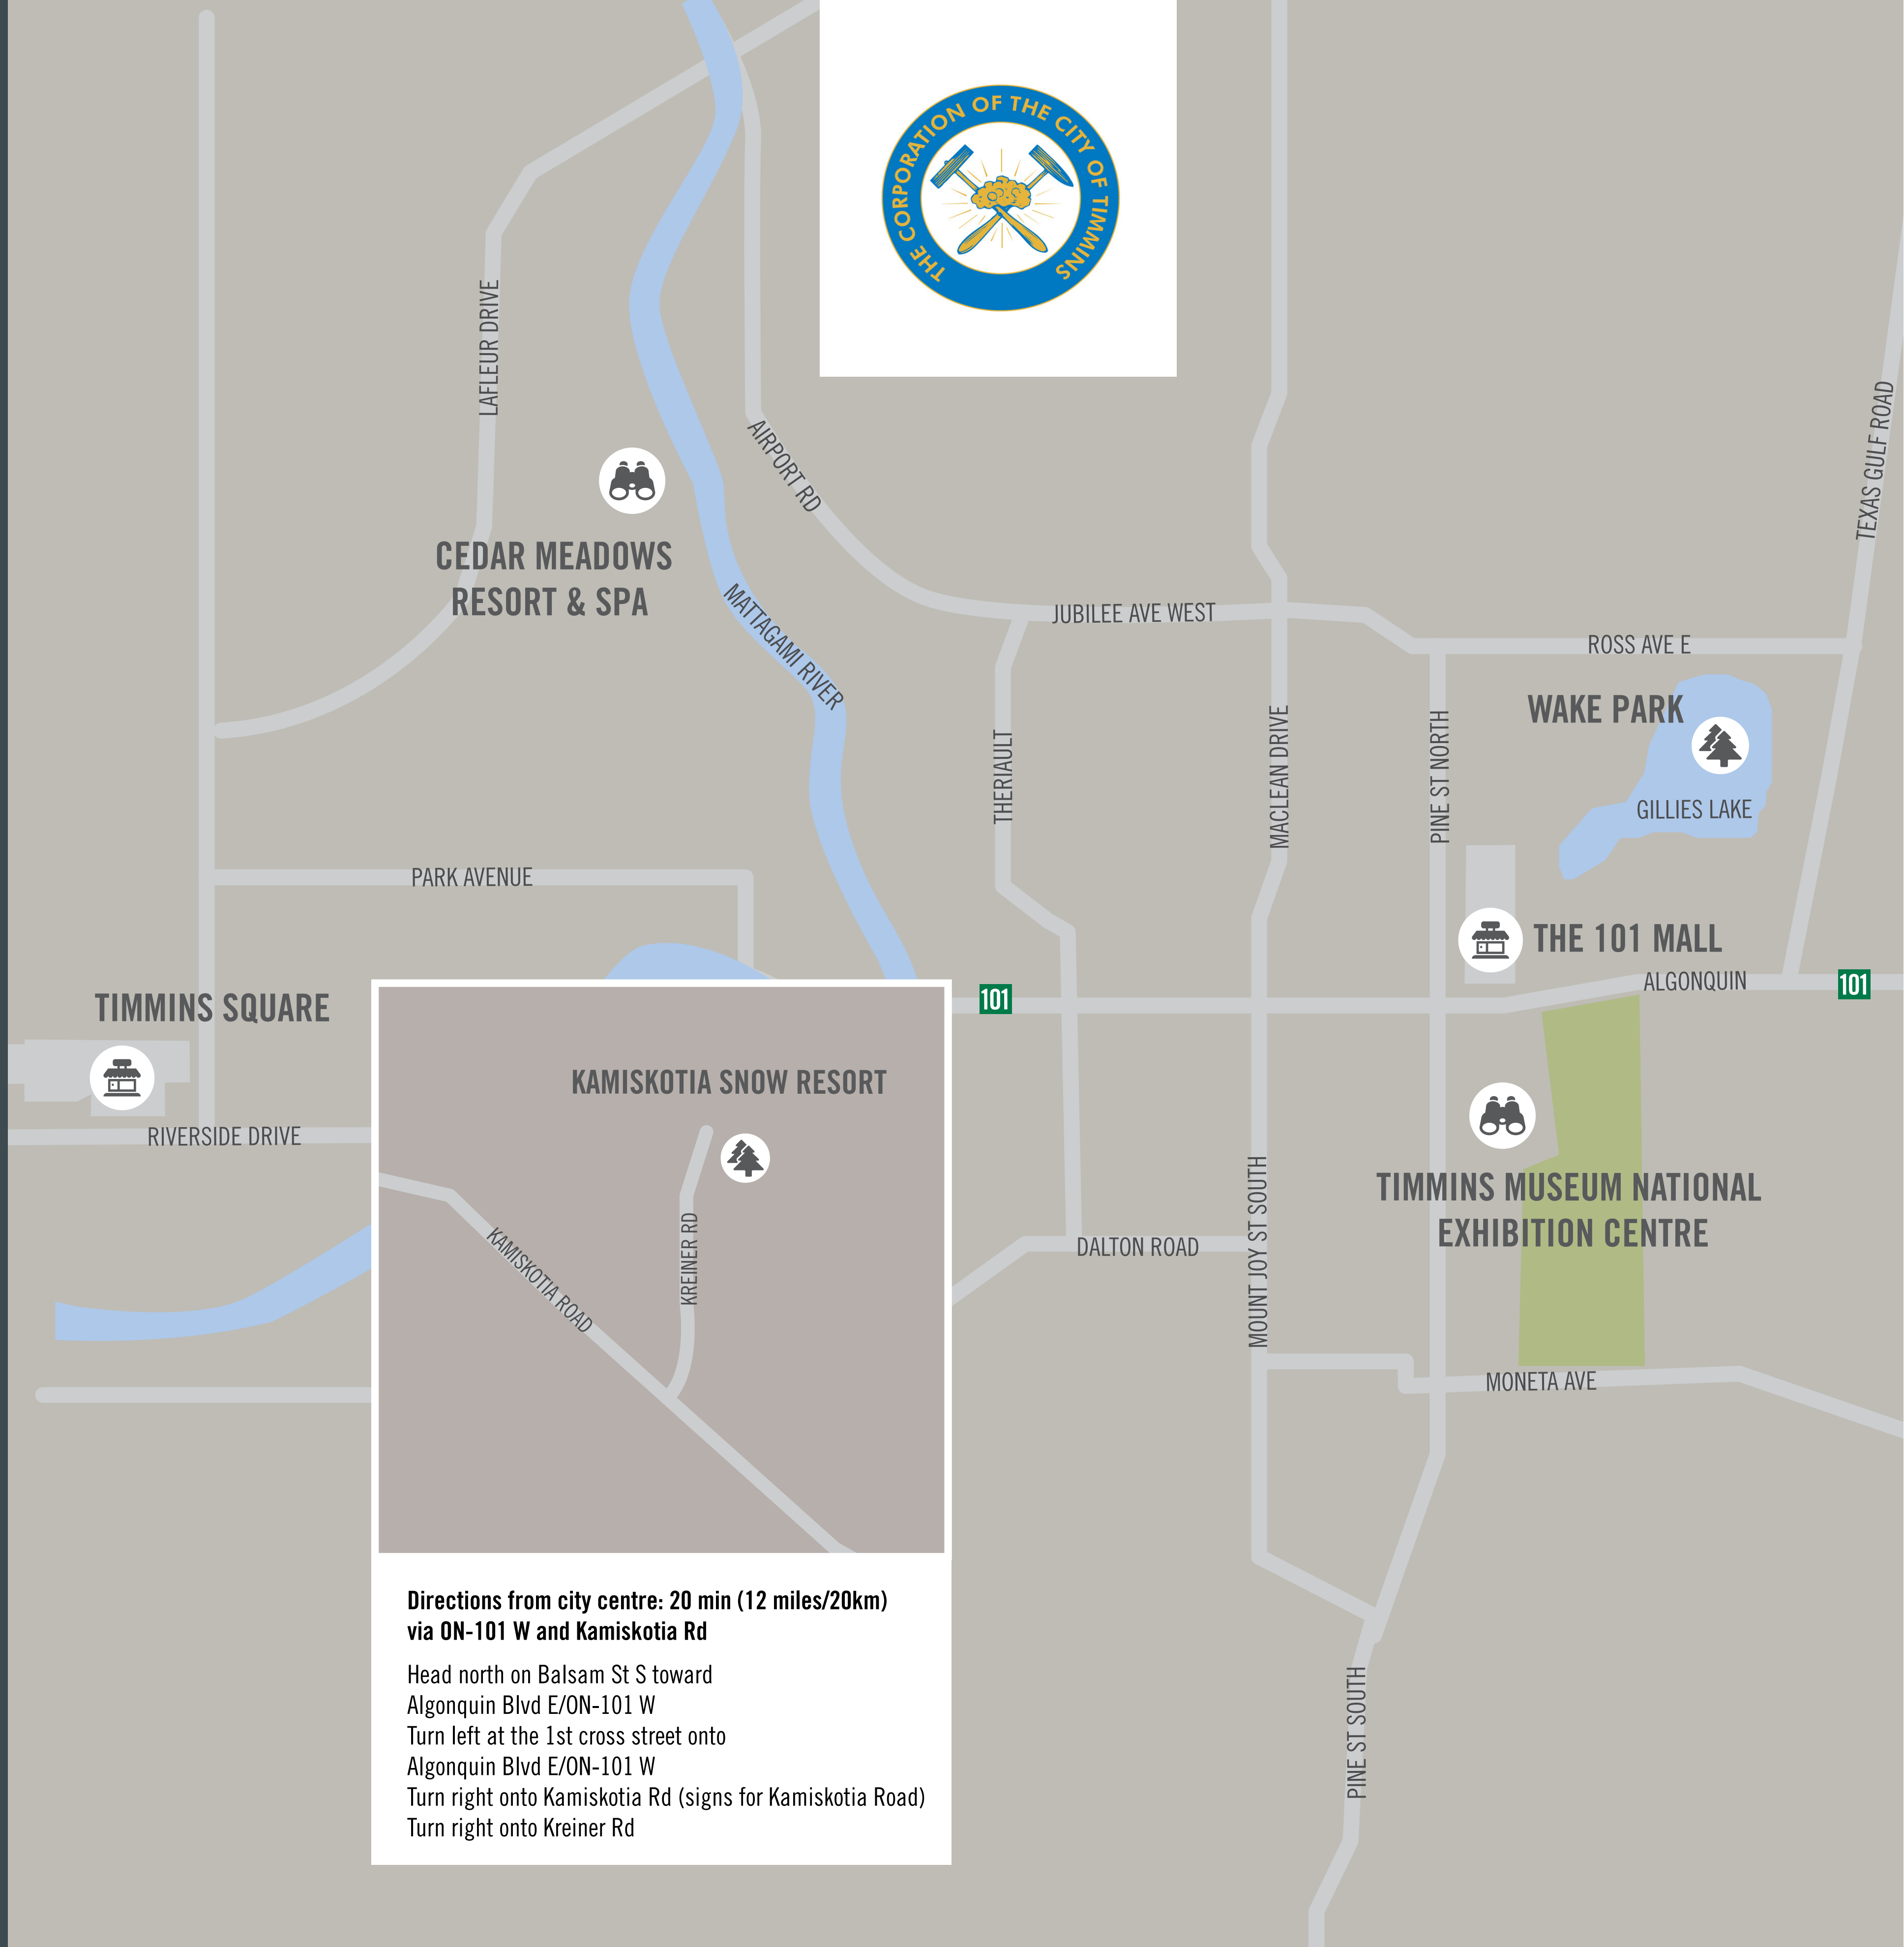 THE CORPORATION OF THE CITY OF TIMMINS
LAFLEUR DRIVE
TEXAS GULF ROAD
AIRPORT RD
CEDAR MEADOWS
RESORT & SPA
MATTAGAMI RIVER
JUBILEE AVE WEST
ROSS AVE E
WAKE PARK
THERIAULT
MACLEAN DRIVE
PINE ST NORTH
GILLIES LAKE
PARK AVENUE
THE 101 MALL
ALGONQUIN
101
101
TIMMINS SQUARE
KAMISKOTIA SNOW RESORT
RIVERSIDE DRIVE
TIMMINS MUSEUM NATIONAL
EXHIBITION CENTRE
KAMISKOTIA ROAD
KREINER RD
DALTON ROAD
MOUNT JOY ST SOUTH
MONETA AVE
PINE ST SOUTH
Directions from city centre: 20 min (12 miles/20km)
via ON-101 W and Kamiskotia Rd
Head north on Balsam St S toward
Algonquin Blvd E/ON-101 W
Turn left at the 1st cross street onto
Algonquin Blvd E/ON-101 W
Turn right onto Kamiskotia Rd (signs for Kamiskotia Road)
Turn right onto Kreiner Rd